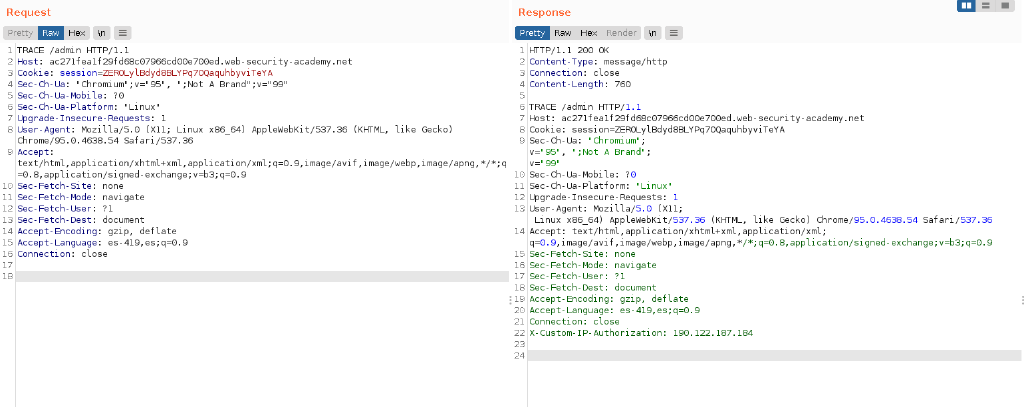 Request
Pretty Raw Hex \n
1 TRACE /admin HTTP/1.1
2 Host: ac271fea1f29fd68c07966cd00e700ed.web-security-academy.net
3 Cookie: session=ZEROLylBdyd8BLYPq7OQaquhbyviTeYA
4 Sec-Ch-Ua: "Chromium";v="95", ";Not A Brand";v="99"
5 Sec-Ch-Ua-Mobile: ?0
6 Sec-Ch-Ua-Platform: "Linux"
7 Upgrade-Insecure-Requests: 1
8 User-Agent: Mozilla/5.0 (X11; Linux x86_64) AppleWebKit/537.36 (KHTML, like Gecko)
Chrome/95.0.4638.54 Safari/537.36
9 Accept:
text/html,application/xhtml+xml,application/xml;q=0.9,image/avif,image/webp,image/apng,*/*;q
=0.8,application/signed-exchange;v=b3;q=0.9
10 Sec-Fetch-Site: none
11 Sec-Fetch-Mode: navigate
12 Sec-Fetch-User: ?1
13 Sec-Fetch-Dest: document
14 Accept-Encoding: gzip, deflate
15 Accept-Language: es-419,es;q=0.9
16 Connection: close
17
18
Response
Pretty Raw Hex Render \n
1 HTTP/1.1 200 OK
2 Content-Type: message/http
3 Connection: close
4 Content-Length: 760
5
6 TRACE /admin HTTP/1.1
7 Host: ac271fea1f29fd68c07966cd00e700ed.web-security-academy.net
8 Cookie: session=ZEROLylBdyd8BLYPq7OQaquhbyviTeYA
9 Sec-Ch-Ua: "Chromium";
v="95", ";Not A Brand";
v="99"
10 Sec-Ch-Ua-Mobile: ?0
11 Sec-Ch-Ua-Platform: "Linux"
12 Upgrade-Insecure-Requests: 1
13 User-Agent: Mozilla/5.0 (X11;
Linux x86_64) AppleWebKit/537.36 (KHTML, like Gecko) Chrome/95.0.4638.54 Safari/537.36
14 Accept: text/html,application/xhtml+xml,application/xml;
q=0.9,image/avif,image/webp,image/apng,*/*;q=0.8,application/signed-exchange;v=b3;q=0.9
15 Sec-Fetch-Site: none
16 Sec-Fetch-Mode: navigate
17 Sec-Fetch-User: ?1
18 Sec-Fetch-Dest: document
19 Accept-Encoding: gzip, deflate
20 Accept-Language: es-419,es;q=0.9
21 Connection: close
22 X-Custom-IP-Authorization: 190.122.187.184
23
24